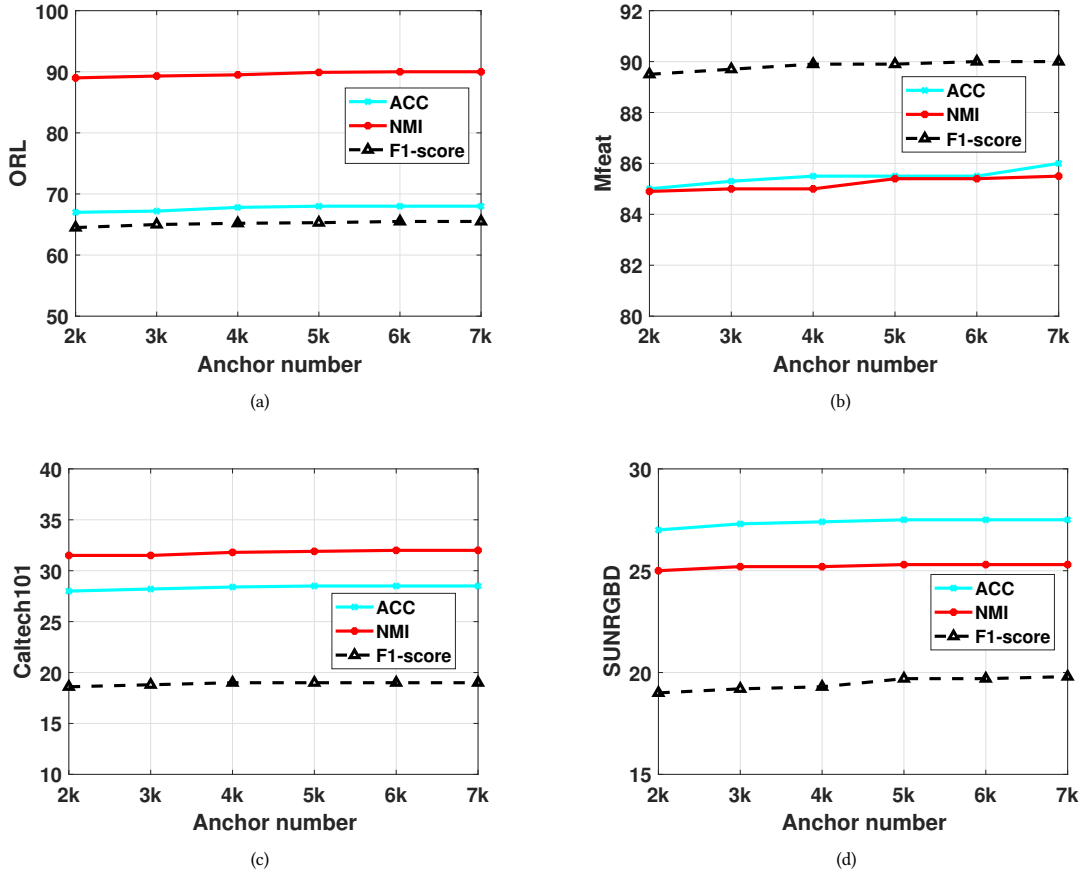 100
90
80
70
60
50
ORL
ACC
NMI
F1-score
2k 3k 4k 5k 6k 7k
Anchor number
(a)
92
90
88
86
84
82
80
Mfeat
ACC
NMI
F1-score
2k 3k 4k 5k 6k 7k
Anchor number
(b)
40
35
30
25
20
15
10
Caltech101
ACC
NMI
F1-score
2k 3k 4k 5k 6k 7k
Anchor number
(c)
30
25
20
15
SUNRGBD
ACC
NMI
F1-score
2k 3k 4k 5k 6k 7k
Anchor number
(d)